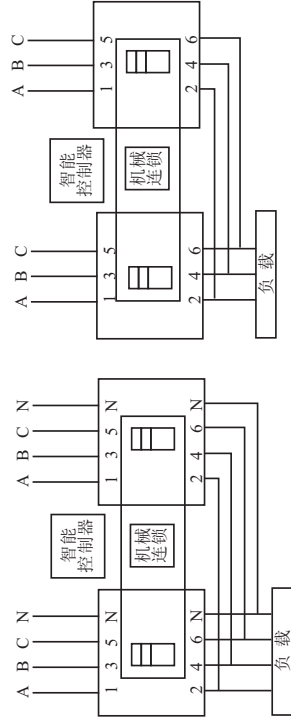 A B C N A B C N
智能
控制器
1 3 5 N 1 3 5 N
机械
连锁
2 4 6 N 2 4 6 N
负载
A B C A B C
智能
控制器
1 3 5 1 3 5
机械
连锁
2 4 6 2 4 6
负载